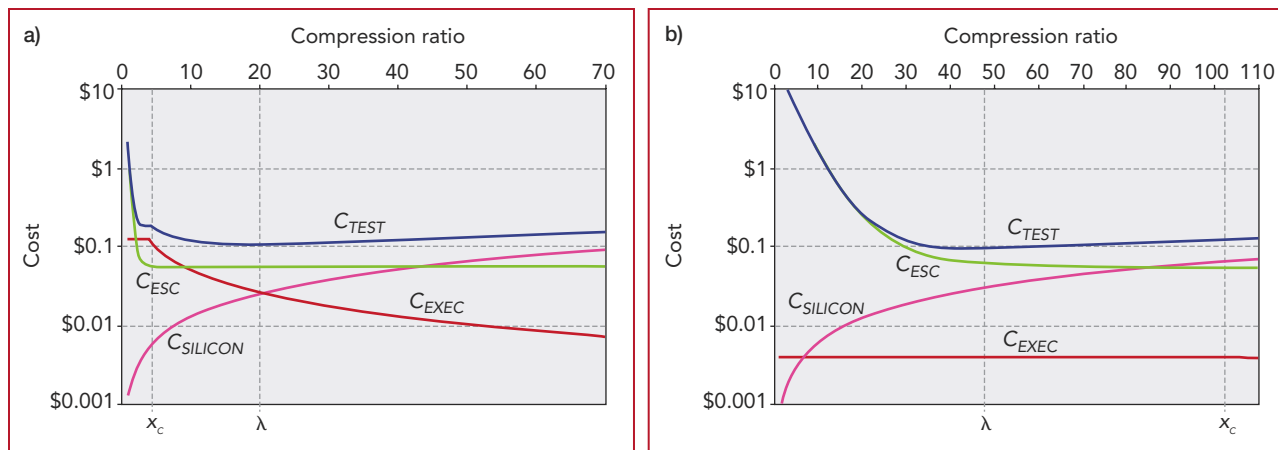 a)
Compression ratio
0 10 20 30 40 50 60 70
$10
$1
$0.1
$0.01
$0.001
Cost
C_TEST
C_ESC
C_EXEC
C_SILICON
x_c λ
b)
Compression ratio
0 10 20 30 40 50 60 70 80 90 100 110
$10
$1
$0.1
$0.01
$0.001
Cost
C_TEST
C_ESC
C_SILICON
C_EXEC
λ x_c